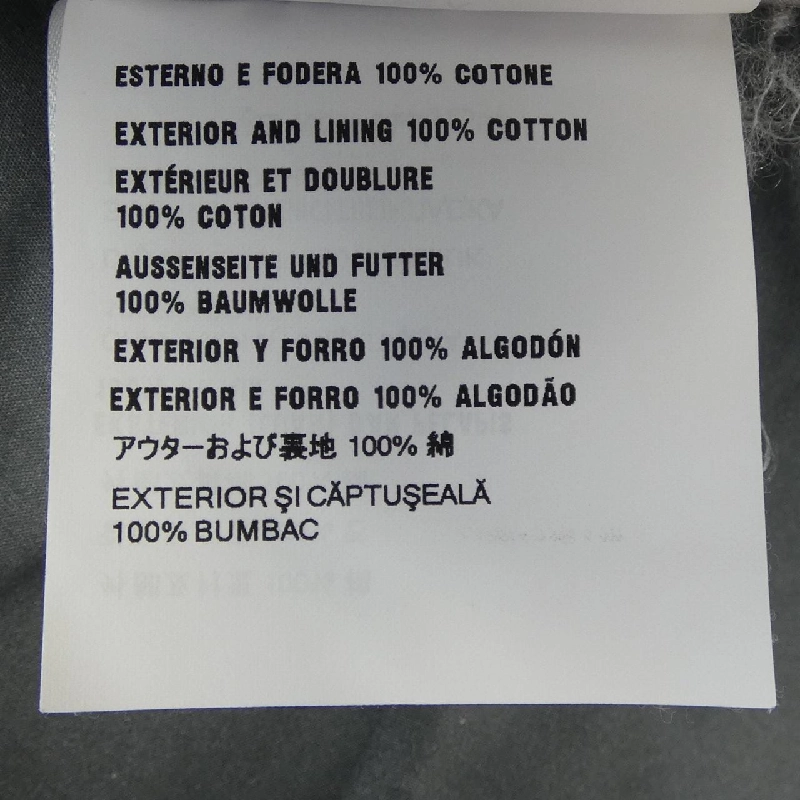 ESTERNO E FODERA 100% COTONE
EXTERIOR AND LINING 100% COTTON
EXTÉRIEUR ET DOUBLURE
100% COTON
AUSSENSEITE UND FUTTER
100% BAUMWOLLE
EXTERIOR Y FORRO 100% ALGODÓN
EXTERIOR E FORRO 100% ALGODÃO
アウターおよび裏地 100% 綿
EXTERIOR ŞI CĂPTUŞEALĂ
100% BUMBAC